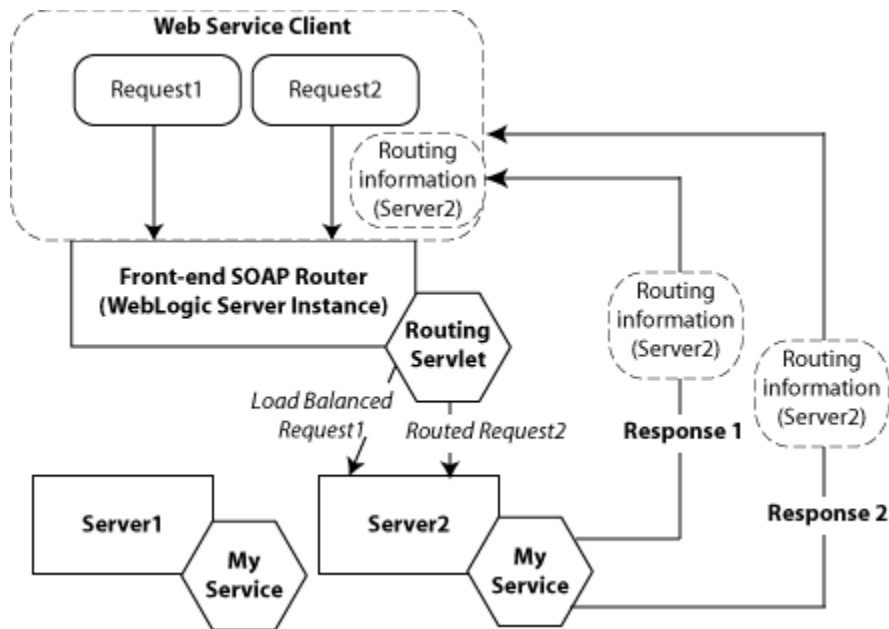 Web Service Client
Request1
Request2
Routing
information
(Server2)
Front-end SOAP Router
(WebLogic Server Instance)
Routing
Servlet
Routing
information
(Server2)
Routing
information
(Server2)
Load Balanced
Request1
Routed Request2
Response 1
Response 2
Server1
My
Service
Server2
My
Service